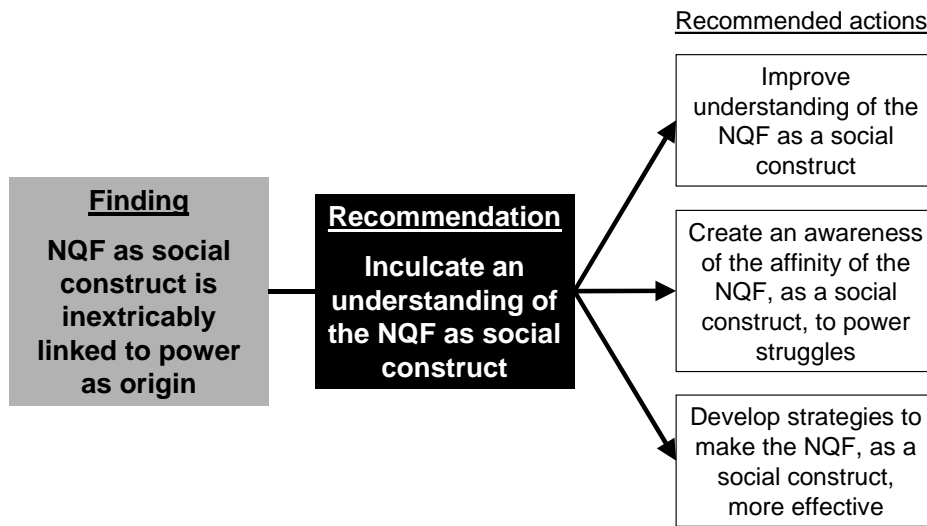 Recommended actions
Finding
NQF as social
construct is
inextricably
linked to power
as origin
Recommendation
Inculcate an
understanding of
the NQF as social
construct
Improve
understanding of the
NQF as a social
construct
Create an awareness
of the affinity of the
NQF, as a social
construct, to power
struggles
Develop strategies to
make the NQF, as a
social construct,
more effective